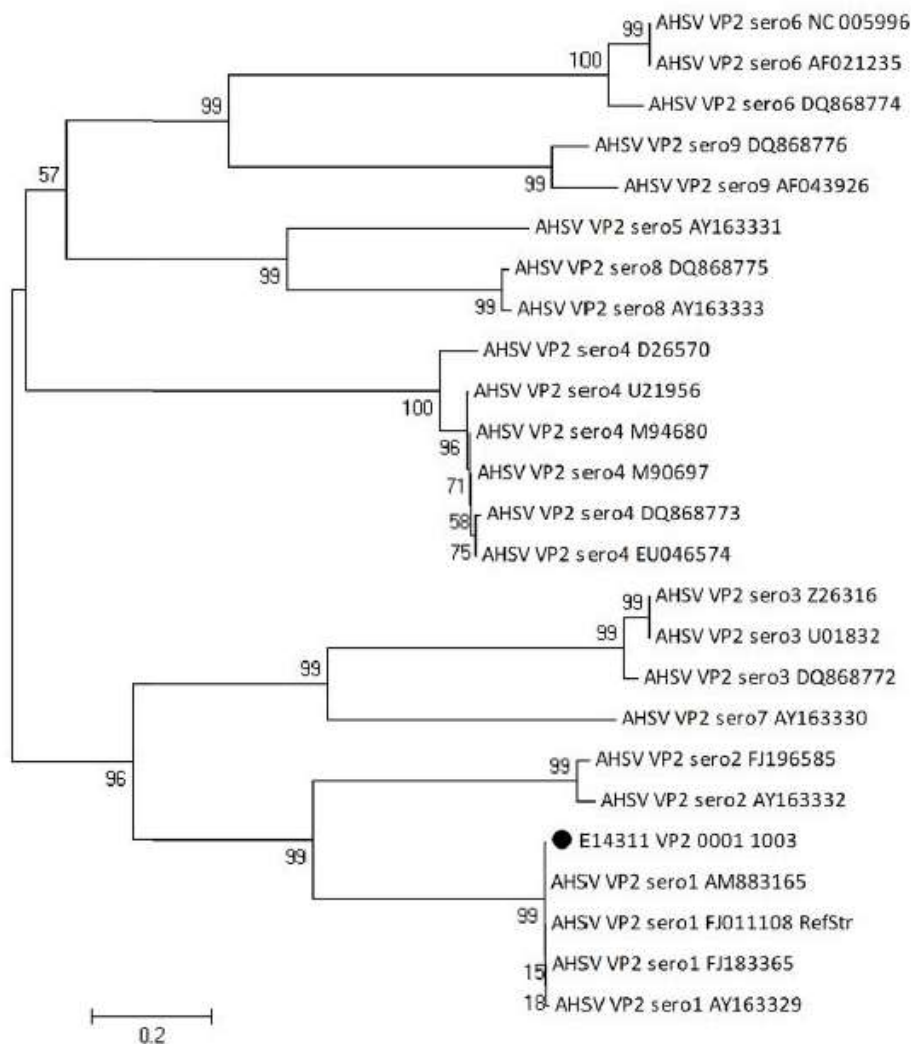 99
AHSV VP2 sero6 NC 005996
AHSV VP2 sero6 AF021235
100
AHSV VP2 sero6 DQ868774
99
AHSV VP2 sero9 DQ868776
99
AHSV VP2 sero9 AF043926
57
AHSV VP2 sero5 AY163331
99
AHSV VP2 sero8 DQ868775
99
AHSV VP2 sero8 AY163333
AHSV VP2 sero4 D26570
100
AHSV VP2 sero4 U21956
96
AHSV VP2 sero4 M94680
71
AHSV VP2 sero4 M90697
58
AHSV VP2 sero4 DQ868773
75
AHSV VP2 sero4 EU046574
99
AHSV VP2 sero3 Z26316
99
AHSV VP2 sero3 U01832
99
AHSV VP2 sero3 DQ868772
AHSV VP2 sero7 AY163330
96
99
AHSV VP2 sero2 FJ196585
AHSV VP2 sero2 AY163332
99
E14311 VP2 0001 1003
AHSV VP2 sero1 AM883165
99
AHSV VP2 sero1 FJ011108 RefStr
15
AHSV VP2 sero1 FJ183365
18
AHSV VP2 sero1 AY163329
0.2